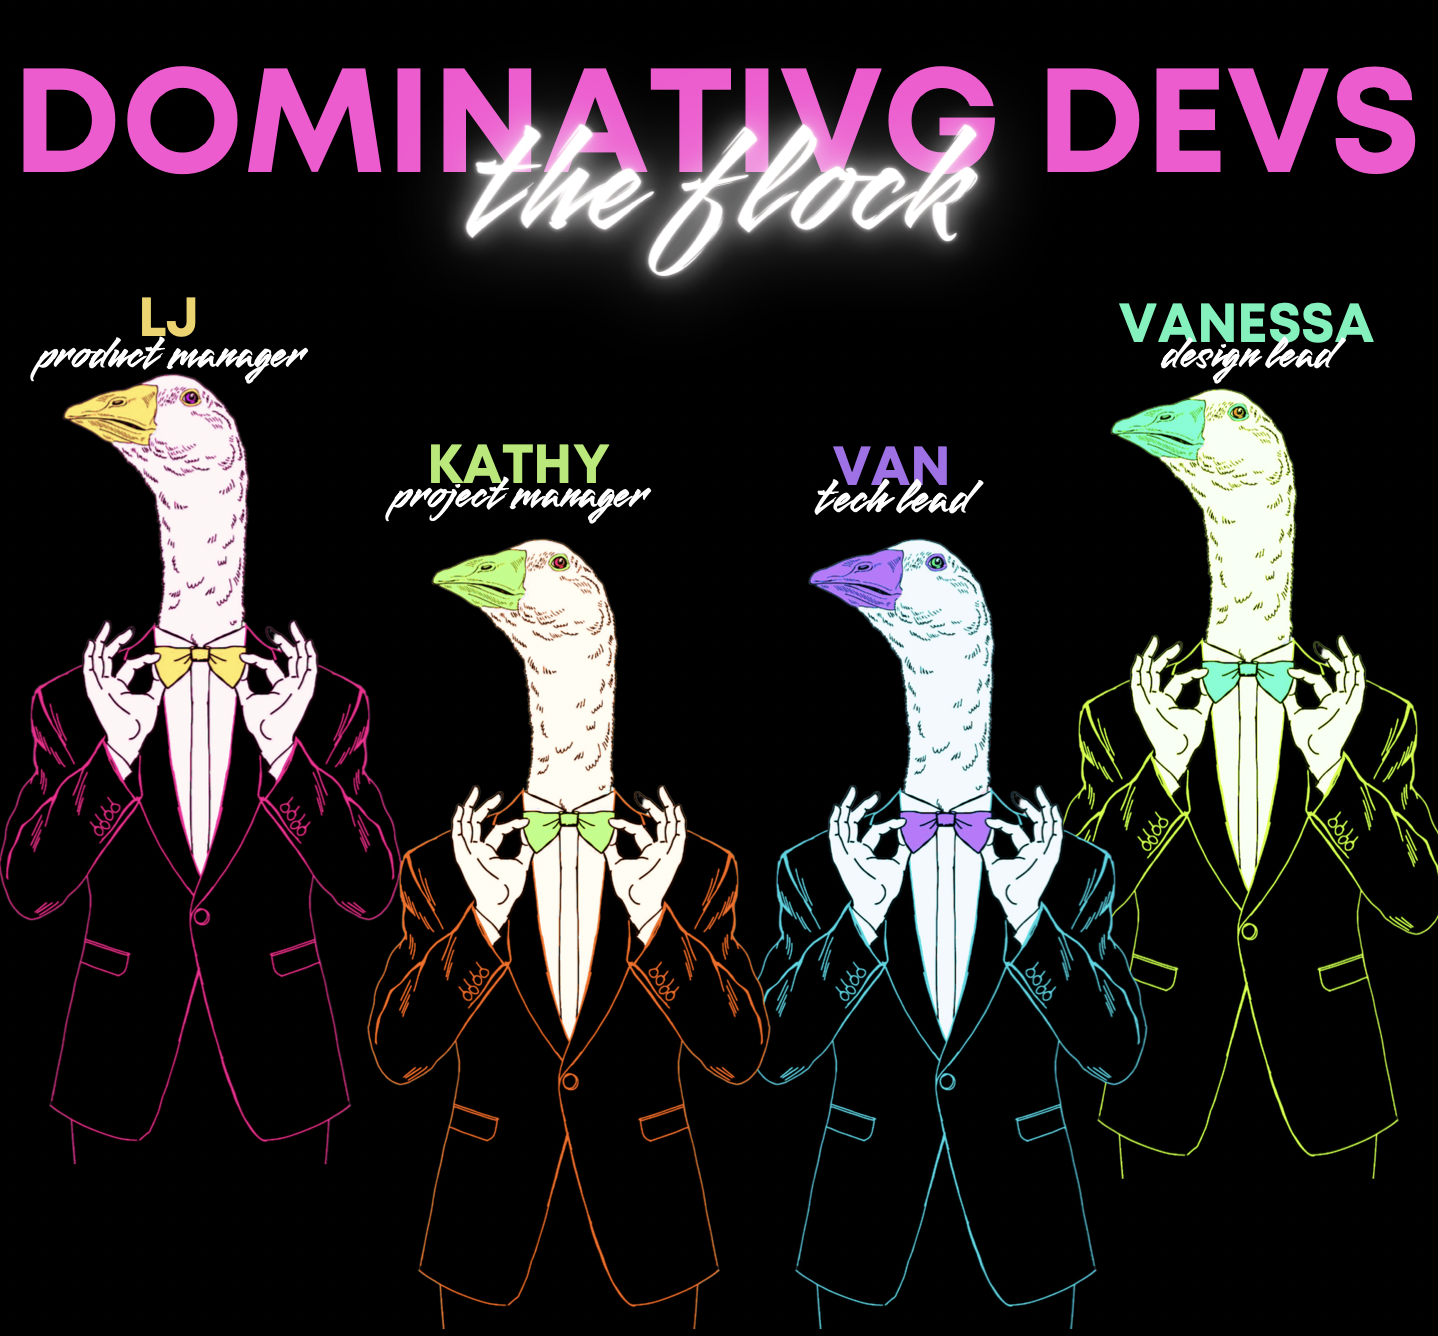 DOMINATIVG DEVS
the flock
LJ
product manager
VANESSA
design lead
KATHY
project manager
VAN
tech lead